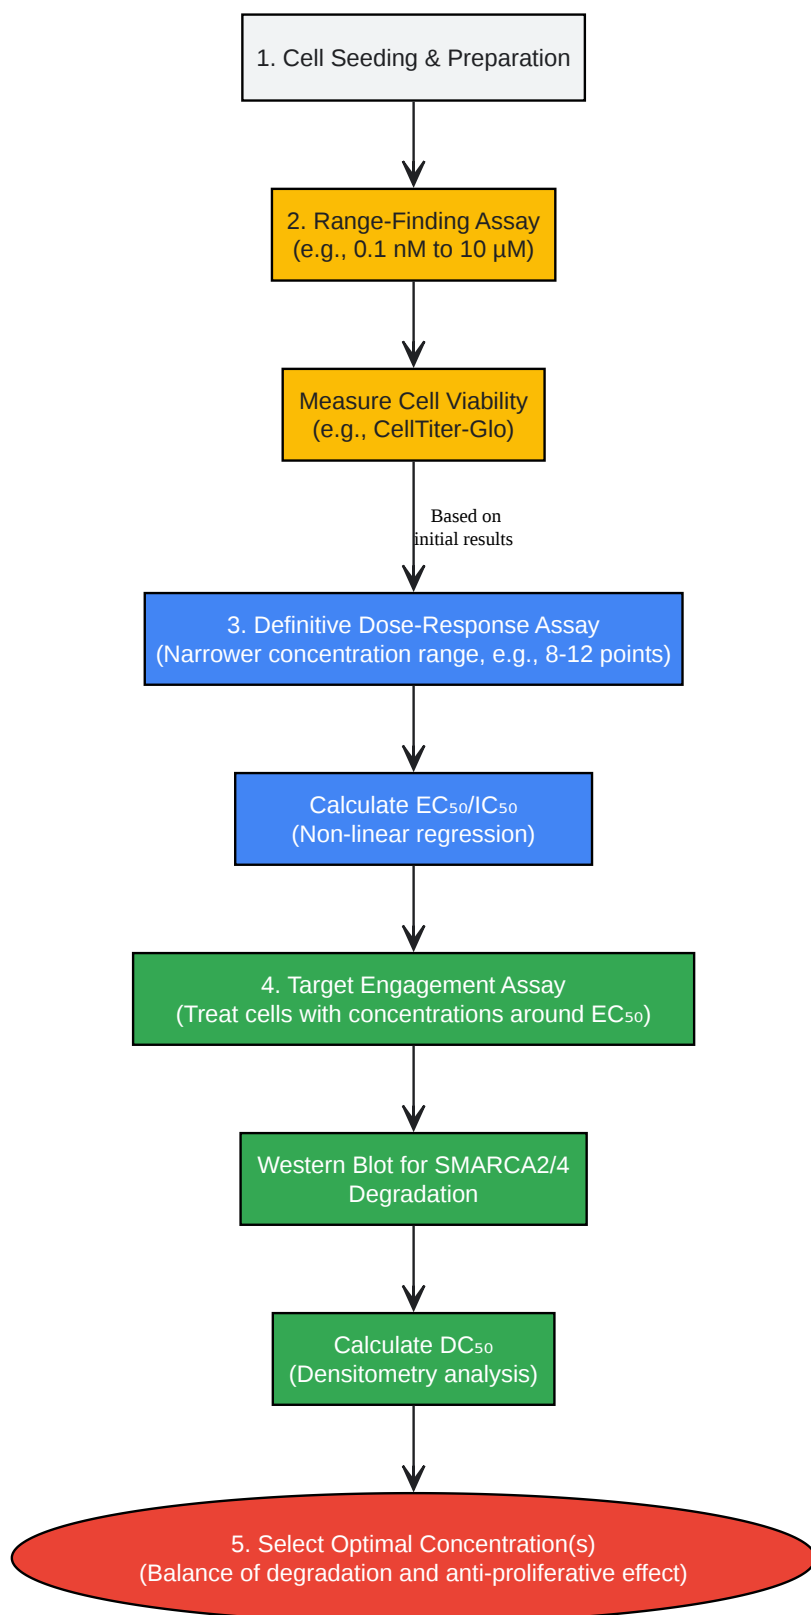 1. Cell Seeding & Preparation
2. Range-Finding Assay
(e.g., 0.1 nM to 10 µM)
Measure Cell Viability
(e.g., CellTiter-Glo)
Based on
initial results
3. Definitive Dose-Response Assay
(Narrower concentration range, e.g., 8-12 points)
Calculate EC₅₀/IC₅₀
(Non-linear regression)
4. Target Engagement Assay
(Treat cells with concentrations around EC₅₀)
Western Blot for SMARCA2/4
Degradation
Calculate DC₅₀
(Densitometry analysis)
5. Select Optimal Concentration(s)
(Balance of degradation and anti-proliferative effect)